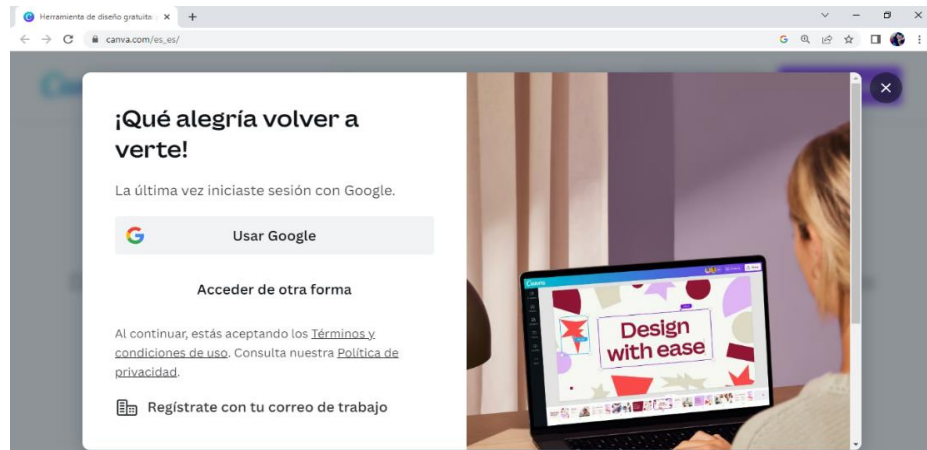 Herramienta de diseño gratuita:
canva.com/es_es/
¡Qué alegría volver a
verte!
La última vez iniciaste sesión con Google.
Usar Google
Acceder de otra forma
Al continuar, estás aceptando los Términos y
condiciones de uso. Consulta nuestra Política de
privacidad.
Regístrate con tu correo de trabajo
Canva
Design
with ease